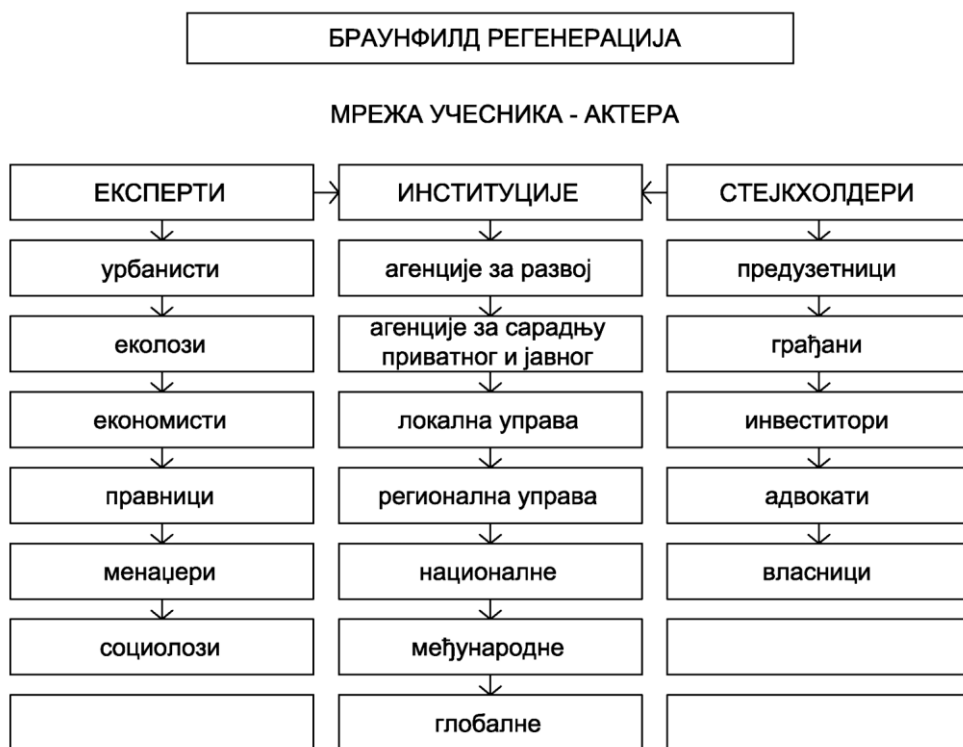 БРАУНФИЛД РЕГЕНЕРАЦИЈА
МРЕЖА УЧЕСНИКА - АКТЕРА
ЕКСПЕРТИ
урбанисти
еколози
економисти
правници
менаџери
социолози
ИНСТИТУЦИЈЕ
агенције за развој
агенције за сарадњу
приватног и јавног
локална управа
регионална управа
националне
међународне
глобалне
СТЕЈКХОЛДЕРИ
предузетници
грађани
инвеститори
адвокати
власници